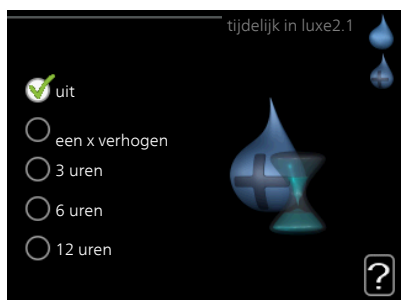 tijdelijk in luxe2.1
uit
een x verhogen
3 uren
6 uren
12 uren
?